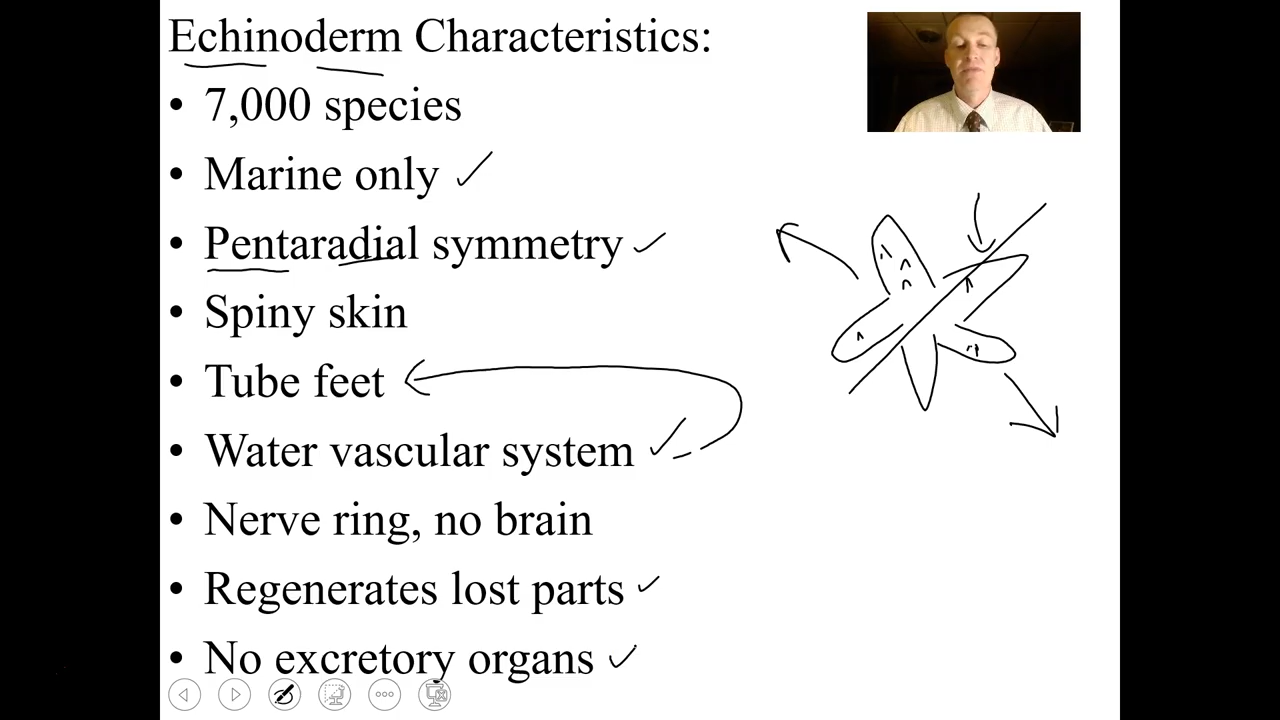 Echinoderm Characteristics:
• 7,000 species
• Marine only
• Pentaradial symmetry
• Spiny skin
• Tube feet
• Water vascular system
• Nerve ring, no brain
• Regenerates lost parts
• No excretory organs